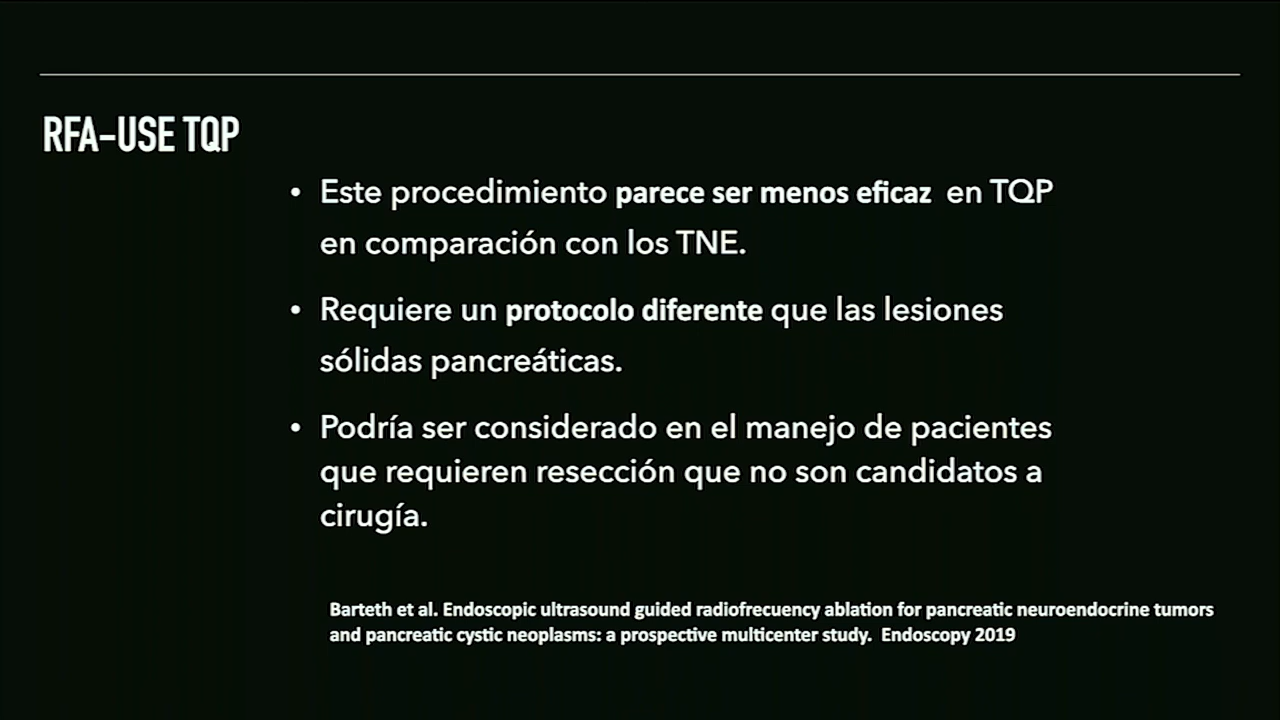 RFA-USE TQP
• Este procedimiento parece ser menos eficaz en TQP
en comparación con los TNE.
• Requiere un protocolo diferente que las lesiones
sólidas pancreáticas.
• Podría ser considerado en el manejo de pacientes
que requieren resección que no son candidatos a
cirugía.
Barteth et al. Endoscopic ultrasound guided radiofrecuency ablation for pancreatic neuroendocrine tumors
and pancreatic cystic neoplasms: a prospective multicenter study. Endoscopy 2019